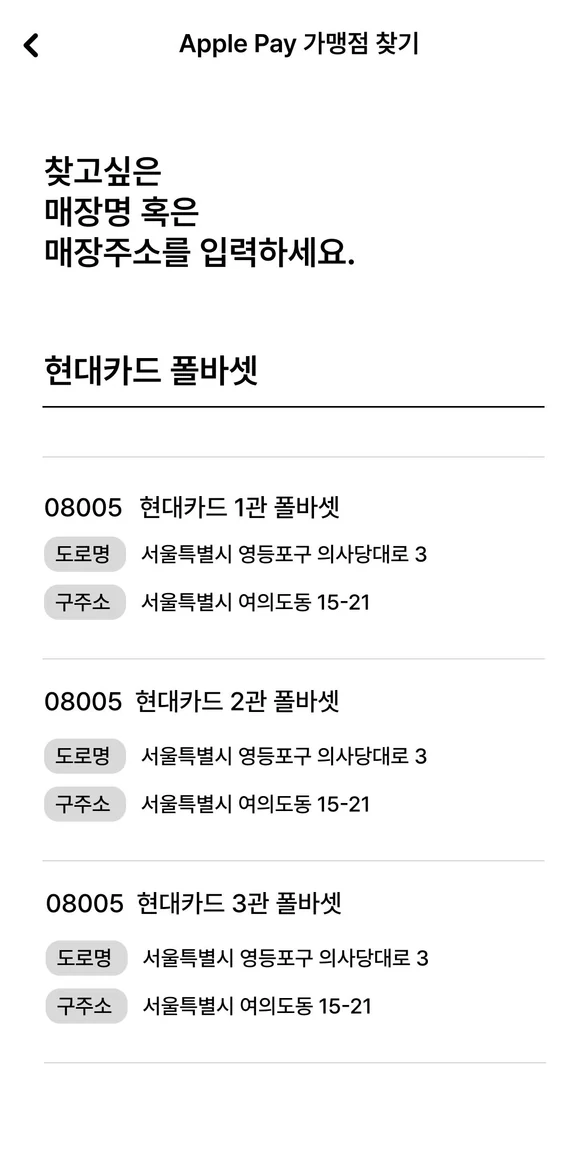 Apple Pay 가맹점 찾기
찾고싶은
매장명 혹은
매장주소를 입력하세요.
현대카드 폴바셋
08005 현대카드 1관 폴바셋
도로명 서울특별시 영등포구 의사당대로 3
구주소 서울특별시 여의도동 15-21
08005 현대카드 2관 폴바셋
도로명 서울특별시 영등포구 의사당대로 3
구주소 서울특별시 여의도동 15-21
08005 현대카드 3관 폴바셋
도로명 서울특별시 영등포구 의사당대로 3
구주소 서울특별시 여의도동 15-21